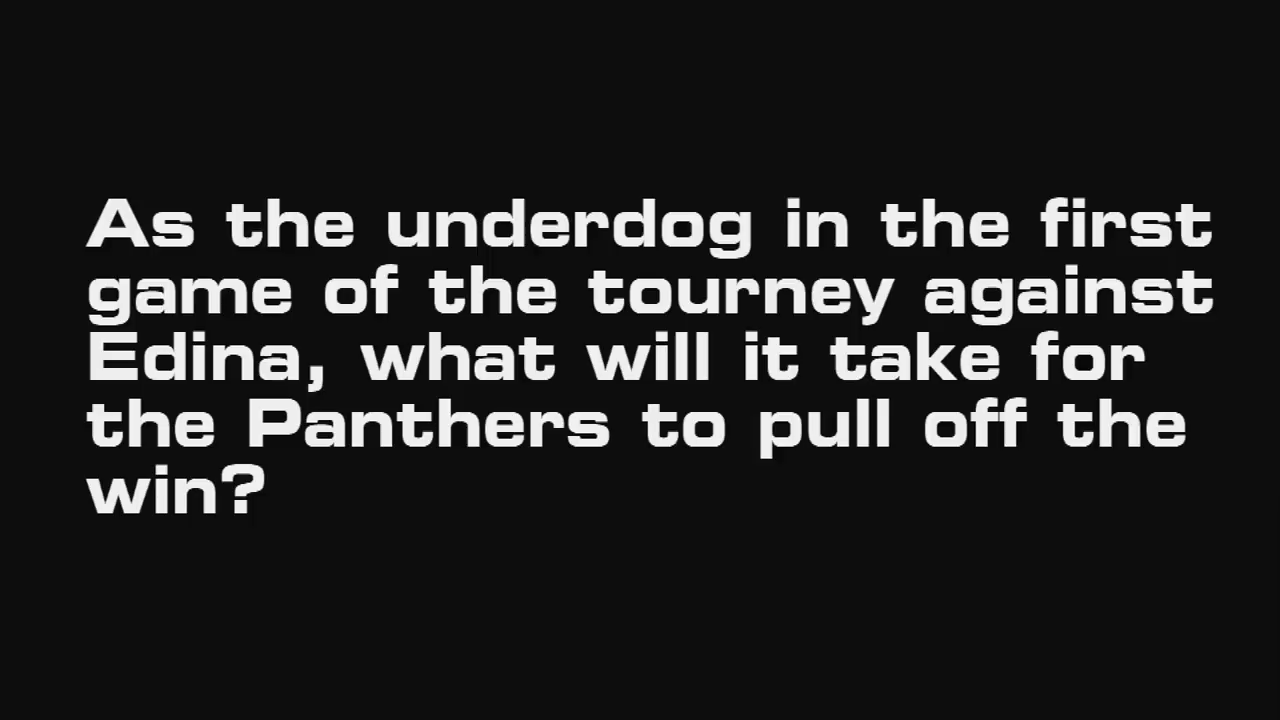 As the underdog in the first
game of the tourney against
Edina, what will it take for
the Panthers to pull off the
win?